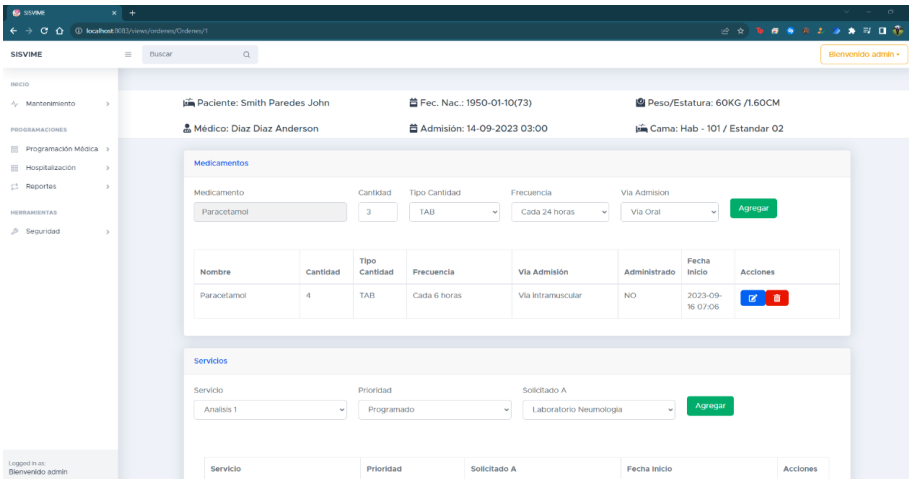 SISVIME
localhost:8083/views/ordenes/Ordenes/1
SISVIME
Buscar
Bienvenido admin
INICIO
Mantenimiento
PROGRAMACIONES
Programación Médica
Hospitalización
Reportes
HERRAMIENTAS
Seguridad
Logged in as:
Bienvenido admin
Paciente: Smith Paredes John
Fec. Nac.: 1950-01-10(73)
Peso/Estatura: 60KG /1.60CM
Médico: Diaz Diaz Anderson
Admisión: 14-09-2023 03:00
Cama: Hab - 101 / Estandar 02
Medicamentos
Medicamento Cantidad Tipo Cantidad Frecuencia Via Admision
Paracetamol 3 TAB Cada 24 horas Via Oral Agregar
Nombre Cantidad Tipo Cantidad Frecuencia Via Admisión Administrado Fecha Inicio Acciones
Paracetamol 4 TAB Cada 6 horas Via Intramuscular NO 2023-09-16 07:06
Servicios
Servicio Prioridad Solicitado A
Analisis 1 Programado Laboratorio Neumologia Agregar
Servicio Prioridad Solicitado A Fecha Inicio Acciones